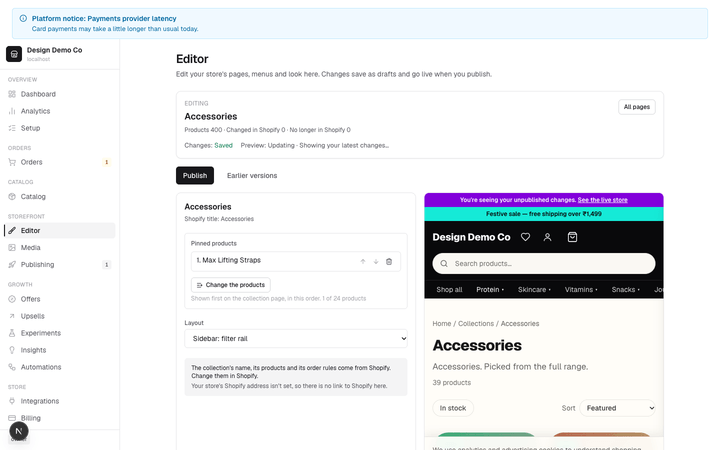 Platform notice: Payments provider latency
Card payments may take a little longer than usual today.
Design Demo Co
localhost
OVERVIEW
Dashboard
Analytics
Setup
ORDERS
Orders 1
CATALOG
Catalog
STOREFRONT
Editor
Media
Publishing 1
GROWTH
Offers
Upsells
Experiments
Insights
Automations
STORE
Integrations
Billing
N
Editor
Edit your store's pages, menus and look here. Changes save as drafts and go live when you publish.
EDITING
Accessories
All pages
Products 400 · Changed in Shopify 0 · No longer in Shopify 0
Changes: Saved Preview: Updating · Showing your latest changes…
Publish Earlier versions
Accessories
Shopify title: Accessories
Pinned products
1. Max Lifting Straps
Change the products
Shown first on the collection page, in this order. 1 of 24 products
Layout
Sidebar: filter rail
The collection's name, its products and its order rules come from Shopify.
Change them in Shopify.
Your store's Shopify address isn't set, so there is no link to Shopify here.
You're seeing your unpublished changes. See the live store
Festive sale — free shipping over ₹1,499
Design Demo Co
Search products…
Shop all Protein Skincare Vitamins Snacks
Home / Collections / Accessories
Accessories
Accessories. Picked from the full range.
39 products
In stock Sort Featured